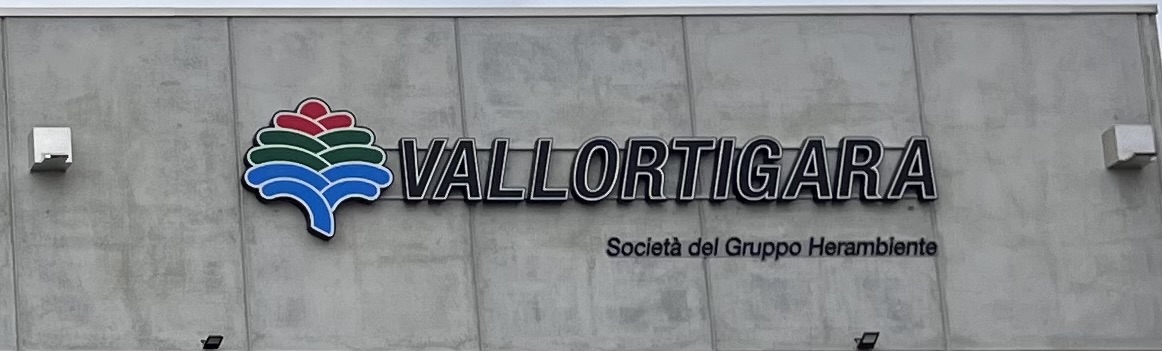 VALLORTIGARA
Società del Gruppo Herambiente